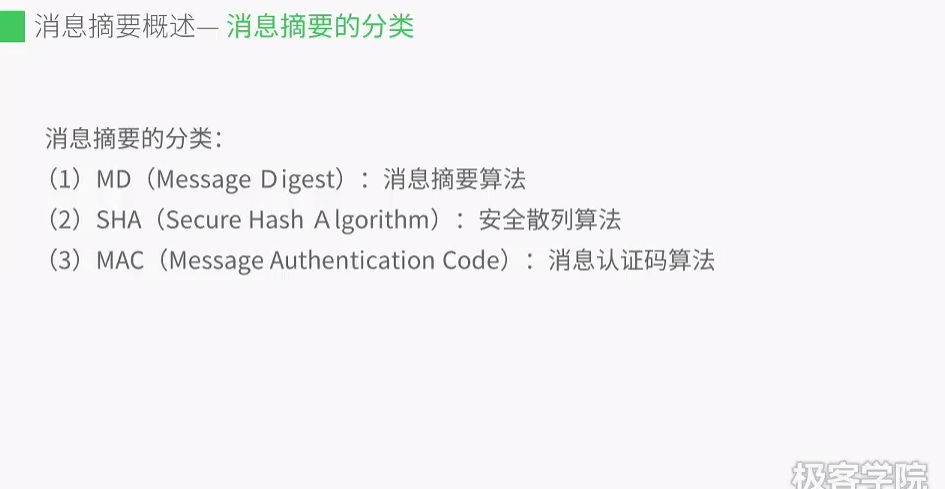 消息摘要概述— 消息摘要的分类
消息摘要的分类：
（1）MD（Message Digest）：消息摘要算法
（2）SHA（Secure Hash Algorithm）：安全散列算法
（3）MAC（Message Authentication Code）：消息认证码算法
极客学院